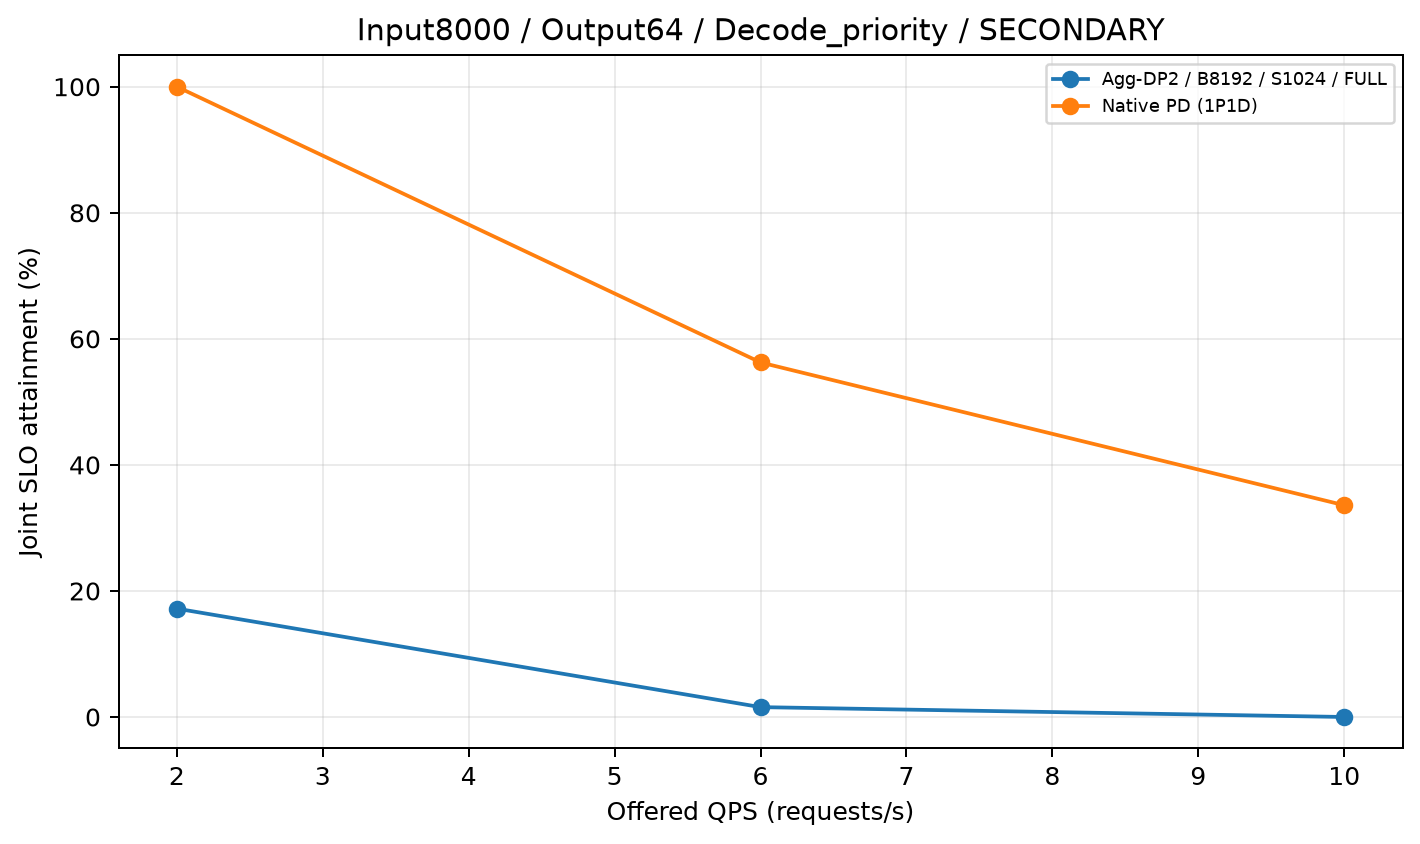 Input8000 / Output64 / Decode_priority / SECONDARY
Agg-DP2 / B8192 / S1024 / FULL
Native PD (1P1D)
Joint SLO attainment (%)
100
80
60
40
20
0
2 3 4 5 6 7 8 9 10
Offered QPS (requests/s)